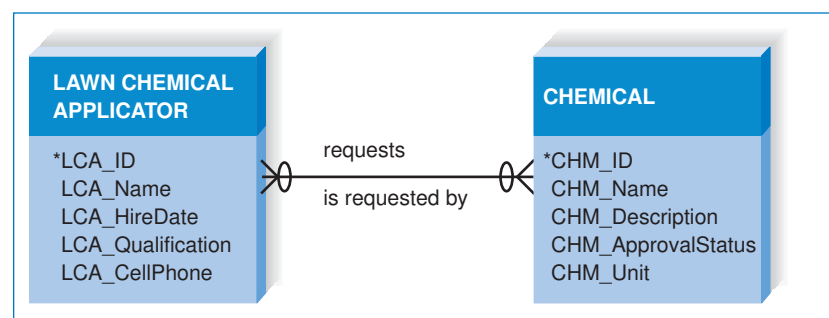 LAWN CHEMICAL
APPLICATOR
*LCA_ID
LCA_Name
LCA_HireDate
LCA_Qualification
LCA_CellPhone
requests
is requested by
CHEMICAL
*CHM_ID
CHM_Name
CHM_Description
CHM_ApprovalStatus
CHM_Unit